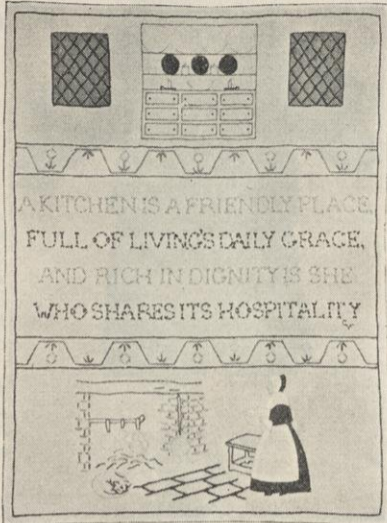 A KITCHEN IS A FRIENDLY PLACE,
FULL OF LIVING'S DAILY GRACE,
AND RICH IN DIGNITY IS SHE
WHO SHARES ITS HOSPITALITY